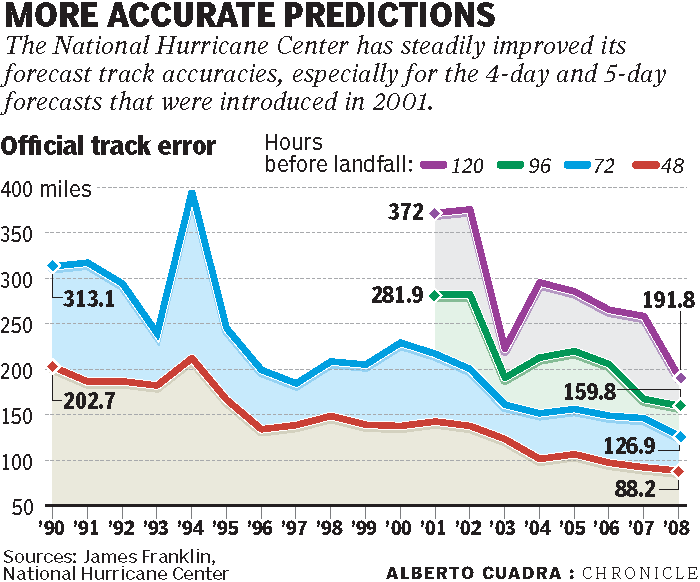 MORE ACCURATE PREDICTIONS
The National Hurricane Center has steadily improved its
forecast track accuracies, especially for the 4-day and 5-day
forecasts that were introduced in 2001.
Official track error
Hours
before landfall: 120 96 72 48
400 miles
350
300
250
200
150
100
50
372
281.9
313.1
202.7
191.8
159.8
126.9
88.2
'90 '91 '92 '93 '94 '95 '96 '97 '98 '99 '00 '01 '02 '03 '04 '05 '06 '07 '08
Sources: James Franklin,
National Hurricane Center
ALBERTO CUADRA : CHRONICLE